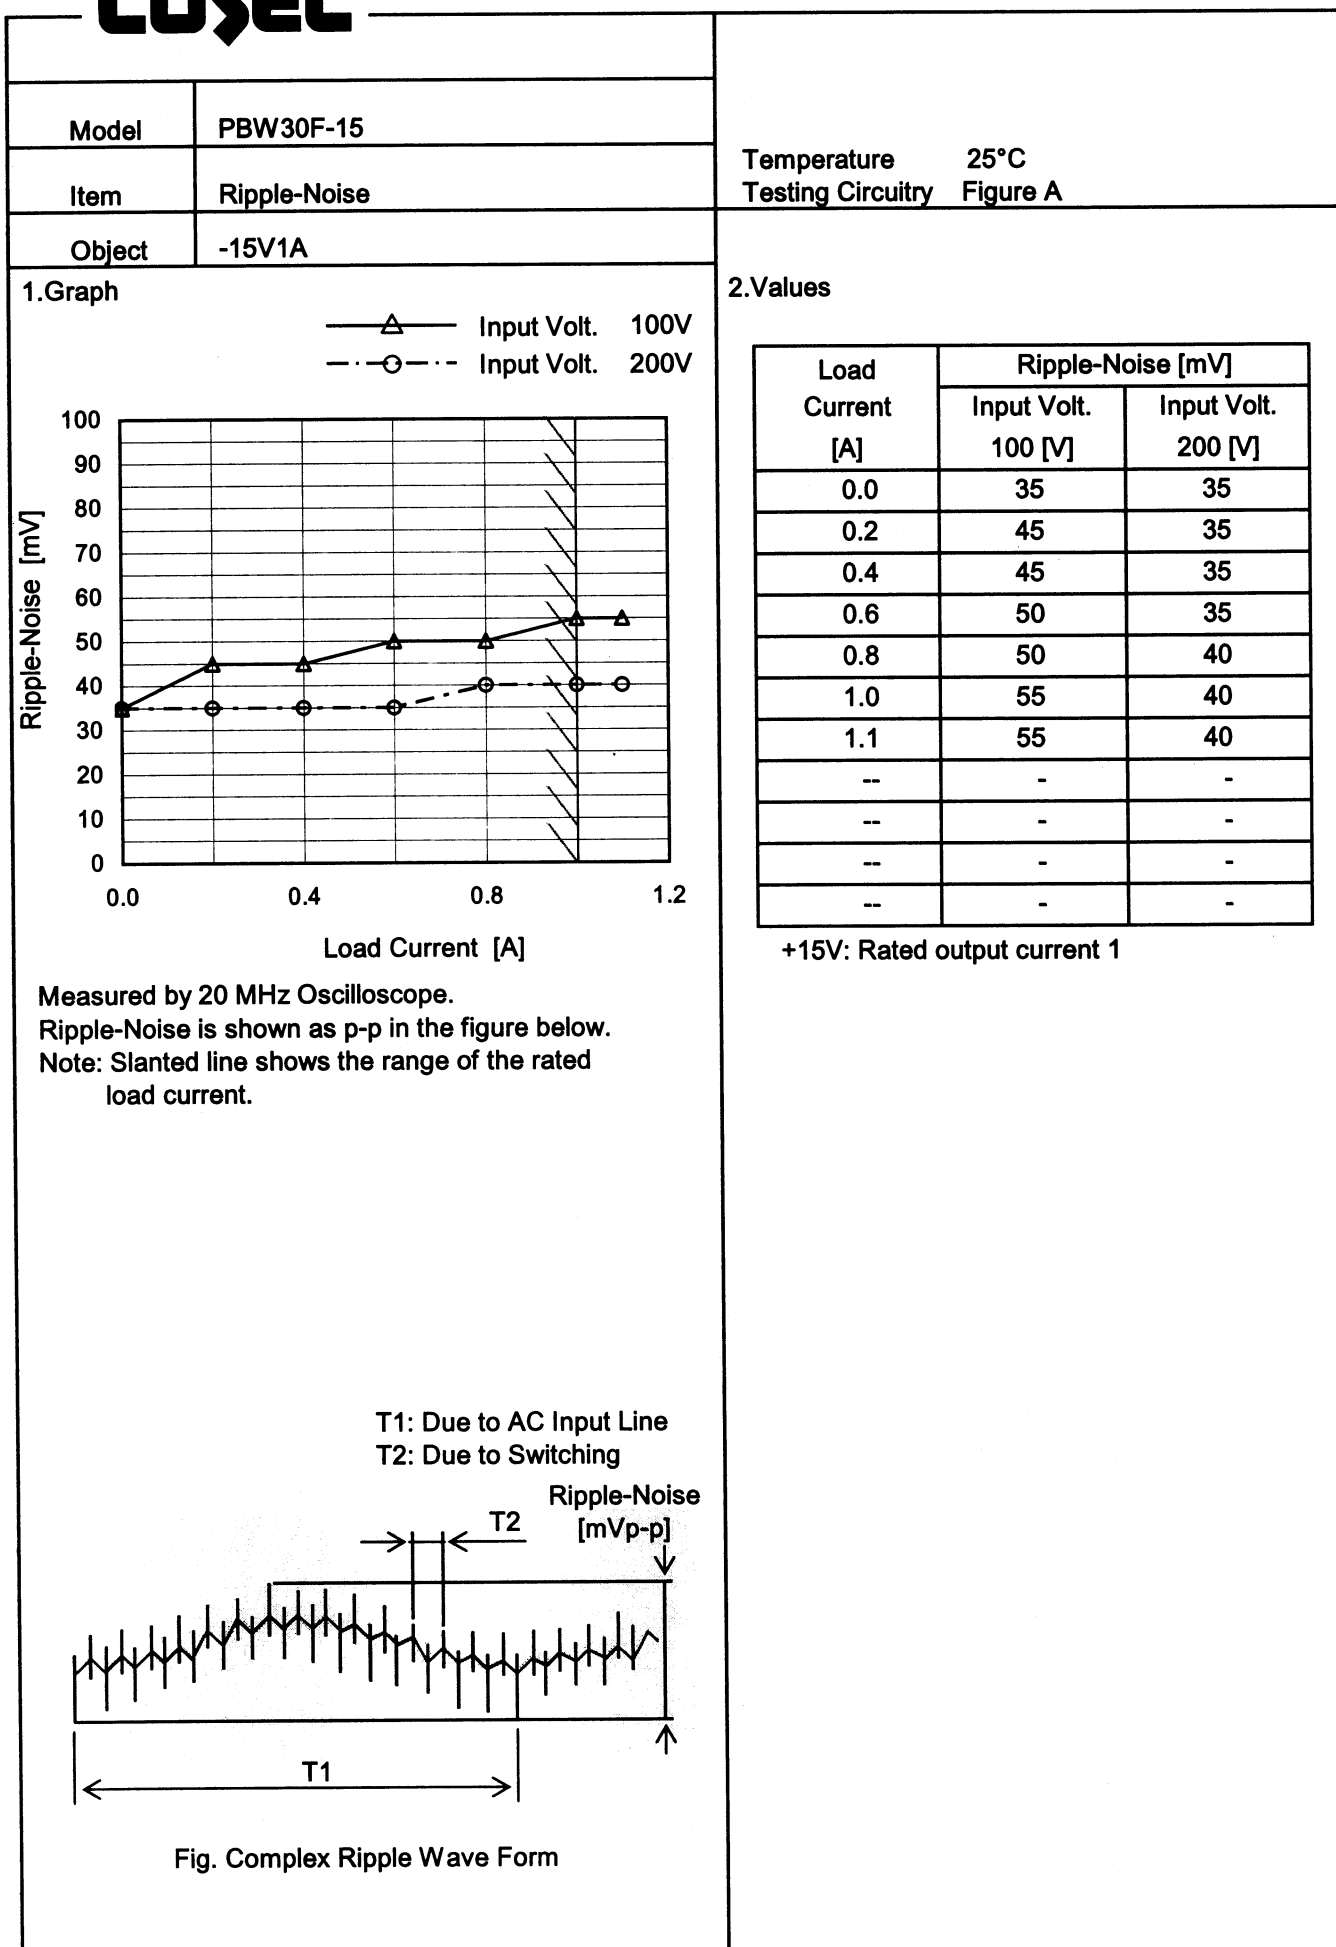 COSEL
Model PBW30F-15
Item Ripple-Noise
Object -15V1A
Temperature 25°C
Testing Circuitry Figure A
1.Graph
Input Volt. 100V
Input Volt. 200V
Ripple-Noise [mV]
100
90
80
70
60
50
40
30
20
10
0
0.0 0.4 0.8 1.2
Load Current [A]
Measured by 20 MHz Oscilloscope.
Ripple-Noise is shown as p-p in the figure below.
Note: Slanted line shows the range of the rated
load current.
T1: Due to AC Input Line
T2: Due to Switching
Ripple-Noise
[mVp-p]
T2
T1
Fig. Complex Ripple Wave Form
2.Values
Load Ripple-Noise [mV]
Current Input Volt. Input Volt.
[A] 100 [V] 200 [V]
0.0 35 35
0.2 45 35
0.4 45 35
0.6 50 35
0.8 50 40
1.0 55 40
1.1 55 40
-- - -
-- - -
-- - -
-- - -
+15V: Rated output current 1